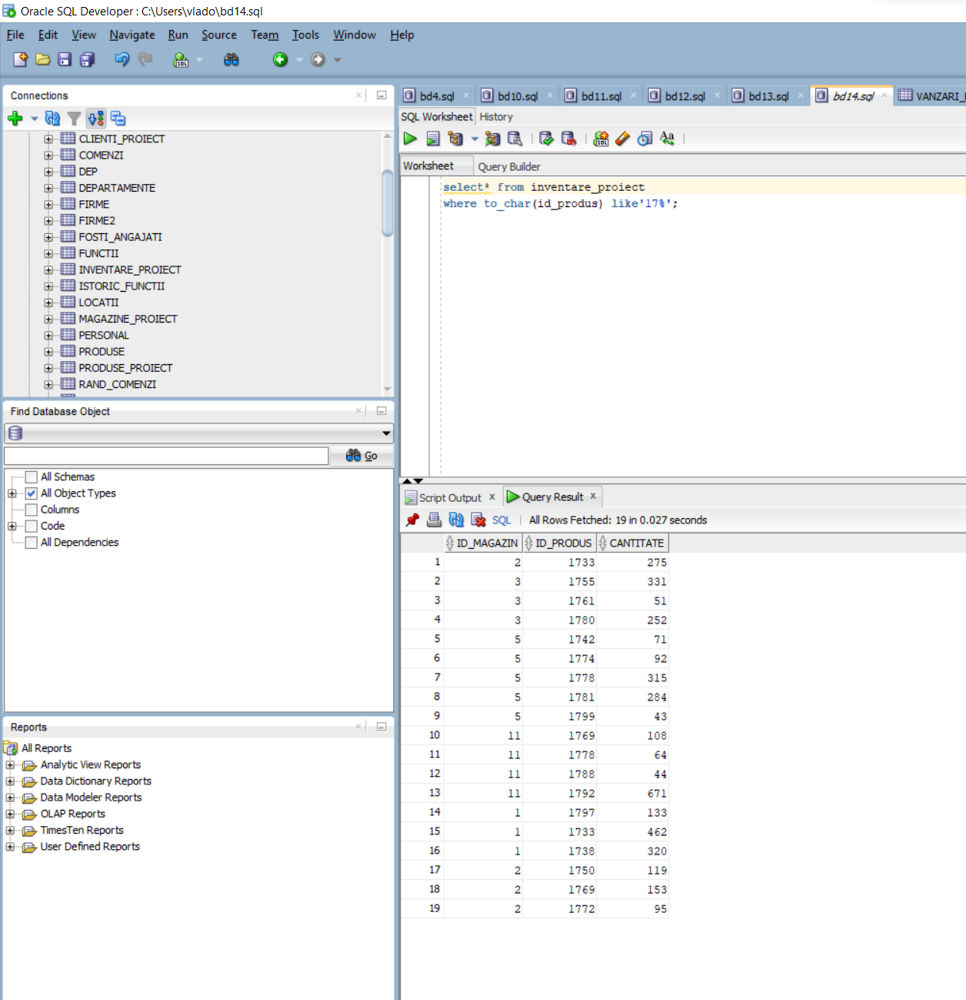 Oracle SQL Developer : C:\Users\vlado\bd14.sql
File Edit View Navigate Run Source Team Tools Window Help
Connections
CLIENTI_PROIECT
COMENZI
DEP
DEPARTAMENTE
FIRME
FIRME2
FOSTI_ANGAJATI
FUNCTII
INVENTARE_PROIECT
ISTORIC_FUNCTII
LOCATII
MAGAZINE_PROIECT
PERSONAL
PRODUSE
PRODUSE_PROIECT
RAND_COMENZI
Find Database Object
Go
All Schemas
All Object Types
Columns
Code
All Dependencies
Reports
All Reports
Analytic View Reports
Data Dictionary Reports
Data Modeler Reports
OLAP Reports
TimesTen Reports
User Defined Reports
bd4.sql bd10.sql bd11.sql bd12.sql bd13.sql bd14.sql VANZARI_
SQL Worksheet History
Worksheet Query Builder
select* from inventare_proiect
where to_char(id_produs) like'17%';
Script Output x Query Result x
SQL All Rows Fetched: 19 in 0.027 seconds
ID_MAGAZIN ID_PRODUS CANTITATE
1 2 1733 275
2 3 1755 331
3 3 1761 51
4 3 1780 252
5 5 1742 71
6 5 1774 92
7 5 1778 315
8 5 1781 284
9 5 1799 43
10 11 1769 108
11 11 1778 64
12 11 1788 44
13 11 1792 671
14 1 1797 133
15 1 1733 462
16 1 1738 320
17 2 1750 119
18 2 1769 153
19 2 1772 95